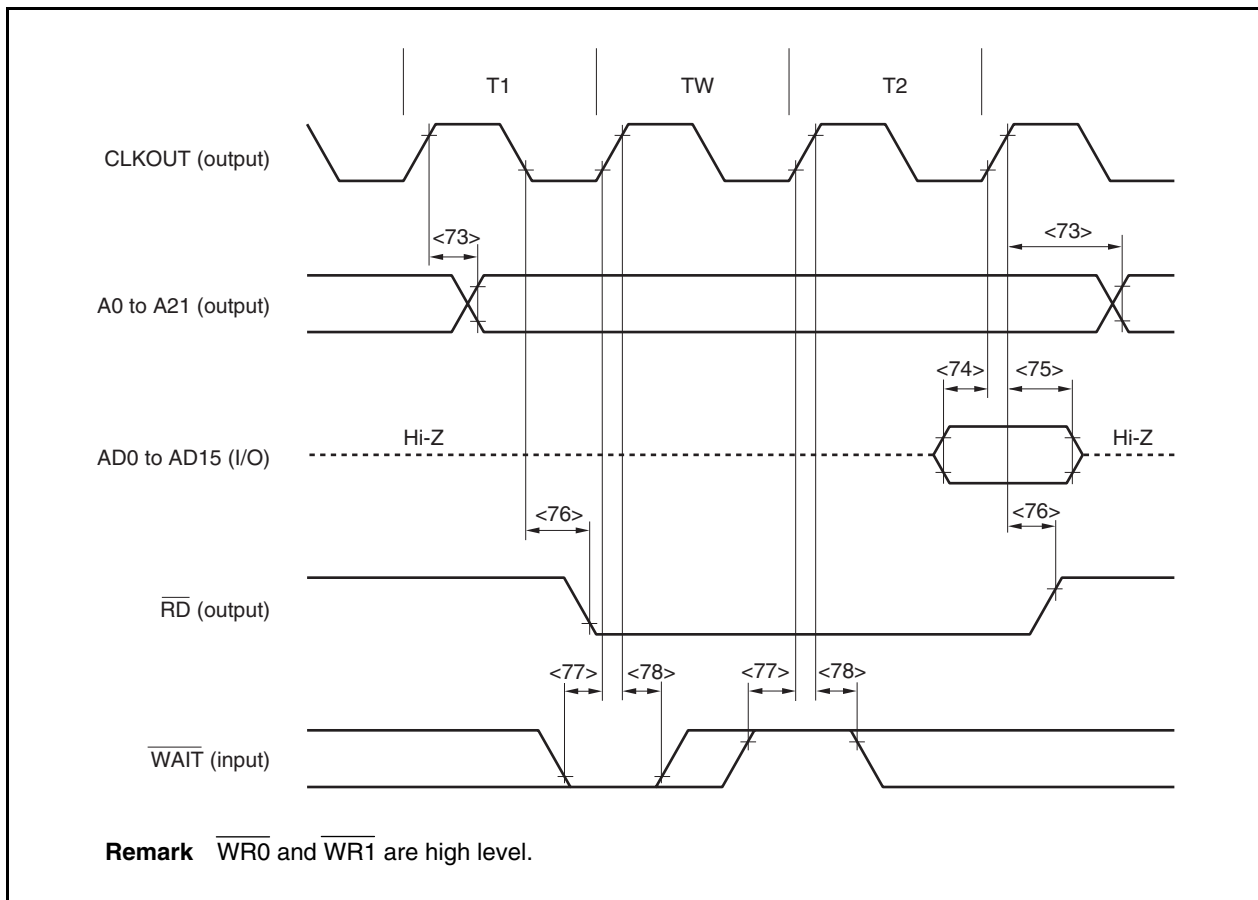 T1 TW T2
CLKOUT (output)
<73> <73>
A0 to A21 (output)
<74> <75>
Hi-Z Hi-Z
AD0 to AD15 (I/O)
<76> <76>
RD (output)
<77> <78> <77> <78>
WAIT (input)
Remark WR0 and WR1 are high level.